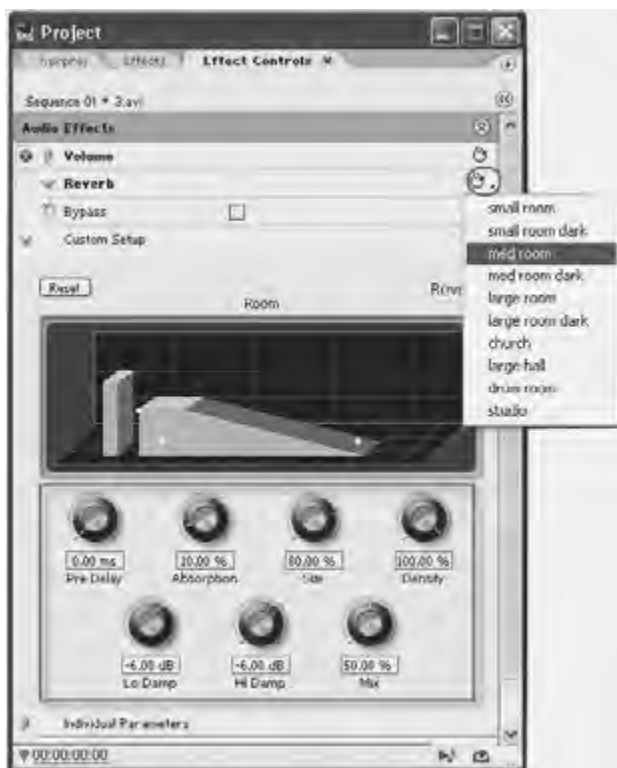 Project
Effects Effect Controls
Sequence 01 * 3.avi
Audio Effects
Volume
Reverb
Bypass
Custom Setup
small room
small room dark
med room
med room dark
large room
large room dark
church
large hall
drum room
studio
Reset
Room
0.00 ms
Pre Delay
20.00 %
Absorption
80.00 %
Size
100.00 %
Density
-6.00 dB
Lo Damp
-6.00 dB
Hi Damp
50.00 %
Mix
Individual Parameters
00:00:00:00